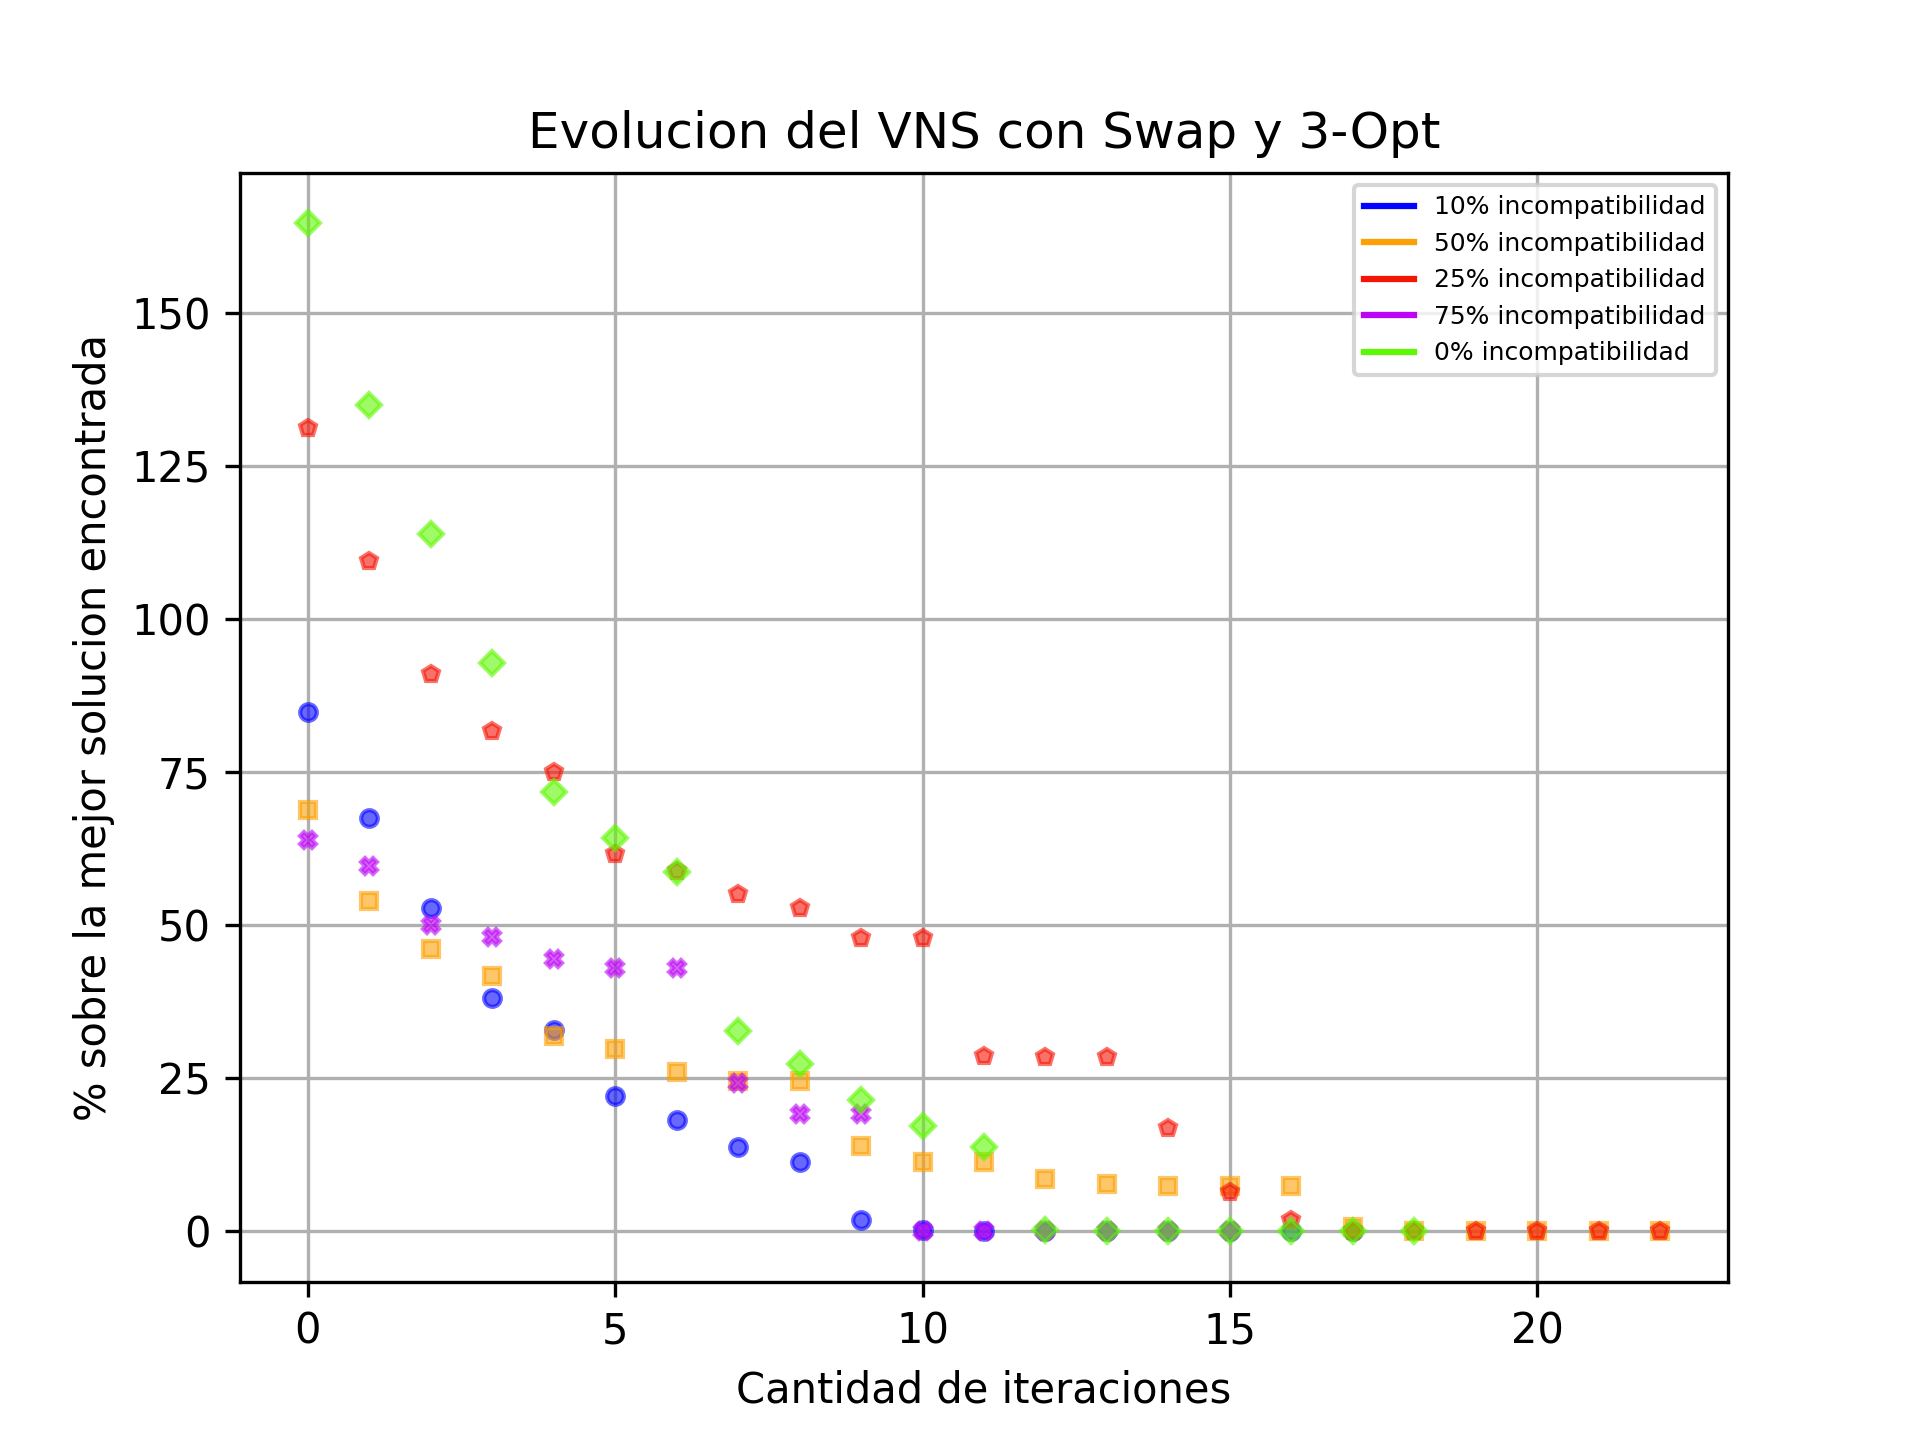 Evolucion del VNS con Swap y 3-Opt
10% incompatibilidad
50% incompatibilidad
25% incompatibilidad
75% incompatibilidad
0% incompatibilidad
% sobre la mejor solucion encontrada
150
125
100
75
50
25
0
0 5 10 15 20
Cantidad de iteraciones